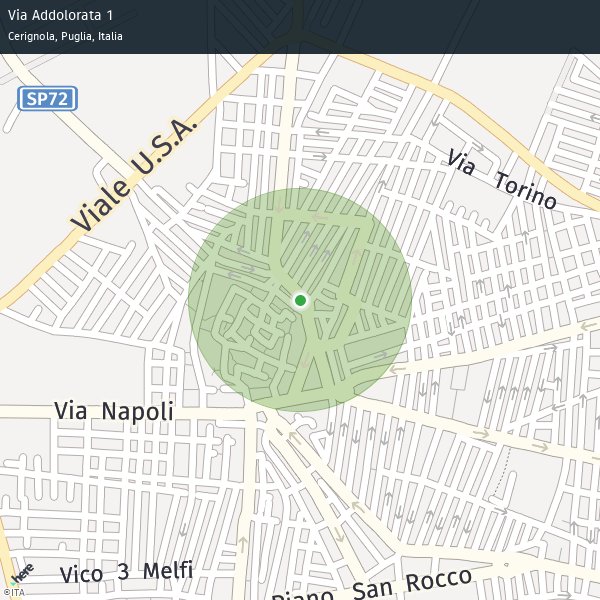 Via Addolorata 1
Cerignola, Puglia, Italia
SP72
Viale U.S.A.
Via Torino
Via Napoli
Vico 3 Melfi
Piano San Rocco
here
©ITA